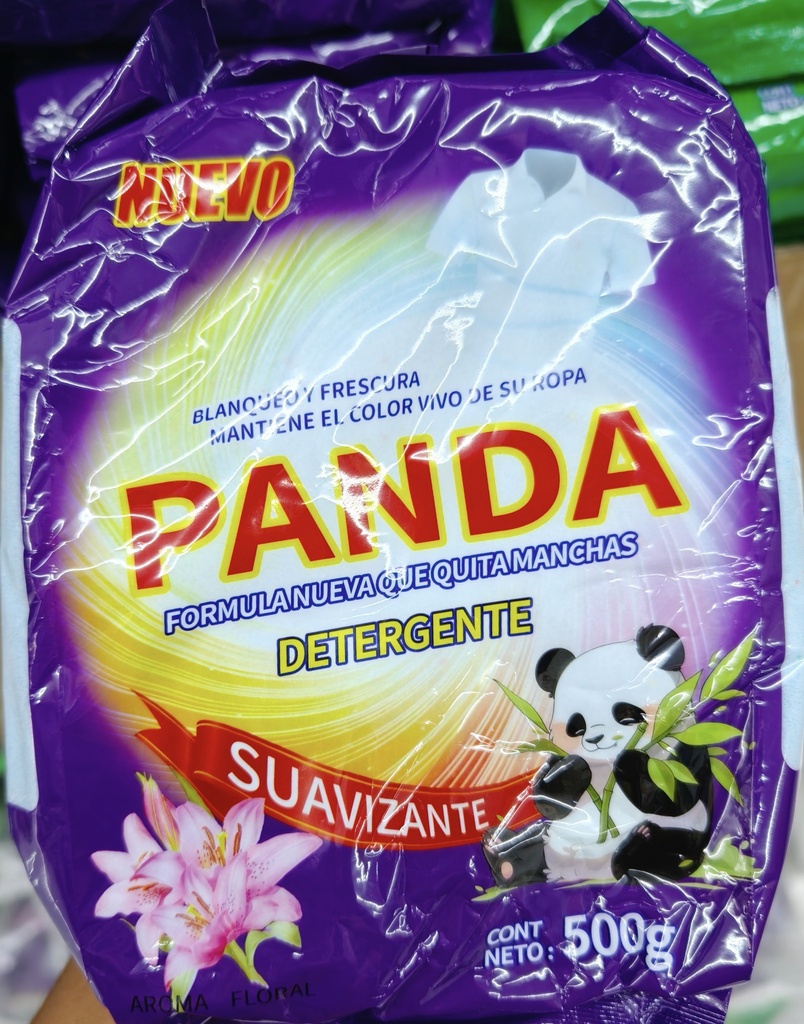 NUEVO
BLANQUEO Y FRESCURA
MANTIENE EL COLOR VIVO DE SU ROPA
PANDA
FORMULA NUEVA QUE QUITA MANCHAS
DETERGENTE
SUAVIZANTE
CONT
NETO: 500g
AROMA FLORAL